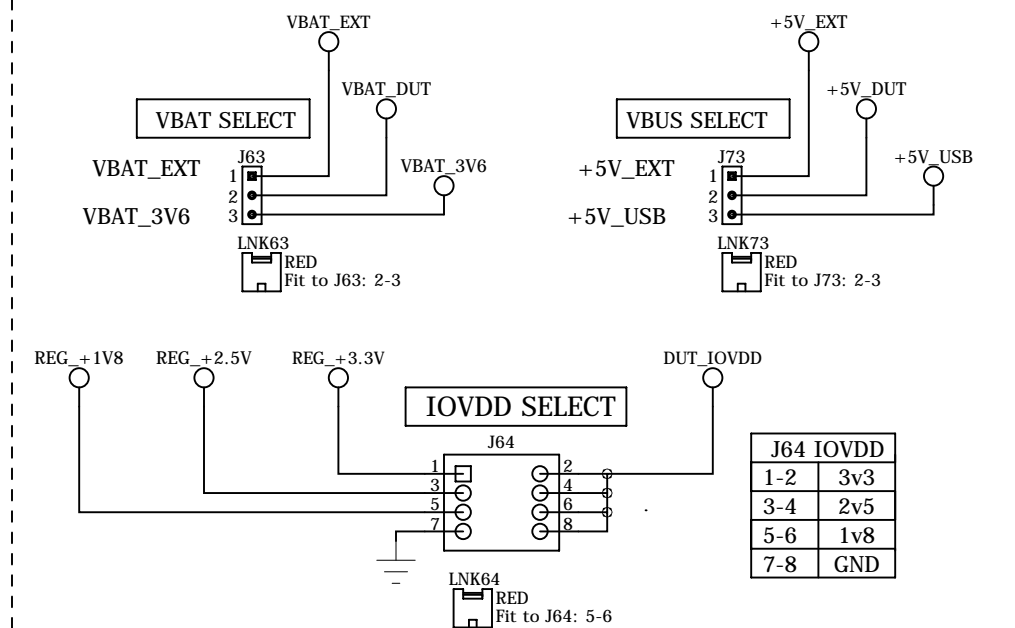 VBAT_EXT
VBAT_DUT
VBAT SELECT
VBAT_EXT
J63
VBAT_3V6
1
2
3
VBAT_3V6
LNK63
RED
Fit to J63: 2-3
+5V_EXT
+5V_DUT
VBUS SELECT
+5V_EXT
J73
+5V_USB
1
2
3
+5V_USB
LNK73
RED
Fit to J73: 2-3
REG_+1V8
REG_+2.5V
REG_+3.3V
DUT_IOVDD
IOVDD SELECT
J64
1 2
3 4
5 6
7 8
LNK64
RED
Fit to J64: 5-6
J64 IOVDD
1-2 3v3
3-4 2v5
5-6 1v8
7-8 GND